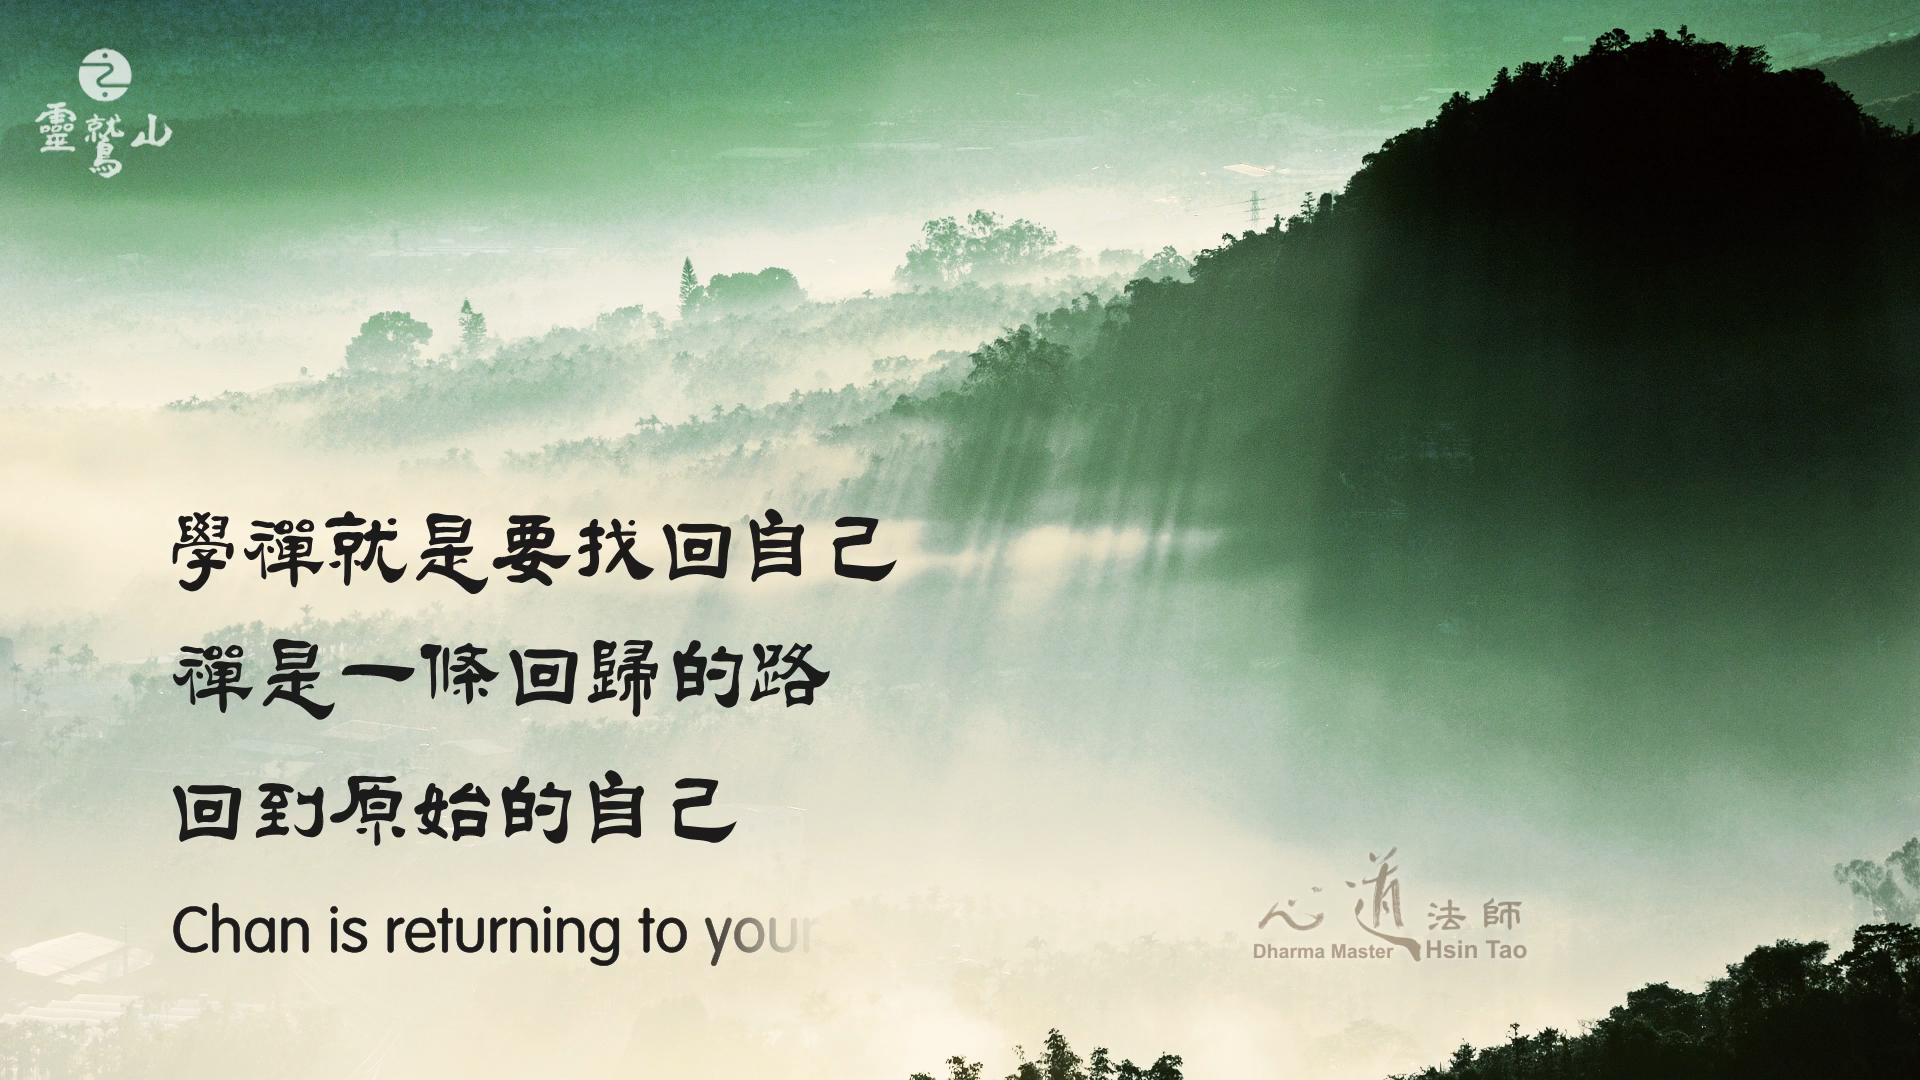 靈鷲山
學禪就是要找回自己
禪是一條回歸的路
回到原始的自己
Chan is returning to your
心道法師
Dharma Master Hsin Tao